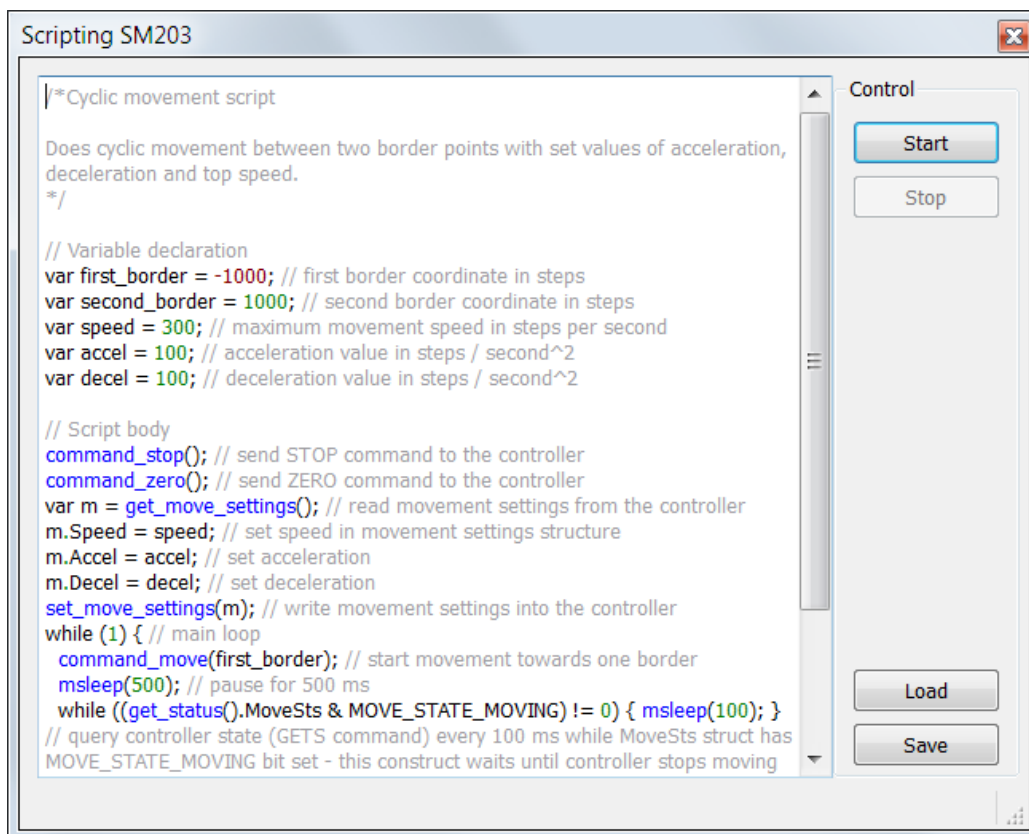 Scripting SM203
/*Cyclic movement script
Does cyclic movement between two border points with set values of acceleration,
deceleration and top speed.
*/
// Variable declaration
var first_border = -1000; // first border coordinate in steps
var second_border = 1000; // second border coordinate in steps
var speed = 300; // maximum movement speed in steps per second
var accel = 100; // acceleration value in steps / second^2
var decel = 100; // deceleration value in steps / second^2
// Script body
command_stop(); // send STOP command to the controller
command_zero(); // send ZERO command to the controller
var m = get_move_settings(); // read movement settings from the controller
m.Speed = speed; // set speed in movement settings structure
m.Accel = accel; // set acceleration
m.Decel = decel; // set deceleration
set_move_settings(m); // write movement settings into the controller
while (1) { // main loop
  command_move(first_border); // start movement towards one border
  msleep(500); // pause for 500 ms
  while ((get_status().MoveSts & MOVE_STATE_MOVING) != 0) { msleep(100); }
// query controller state (GETS command) every 100 ms while MoveSts struct has
MOVE_STATE_MOVING bit set - this construct waits until controller stops moving
Control
Start
Stop
Load
Save